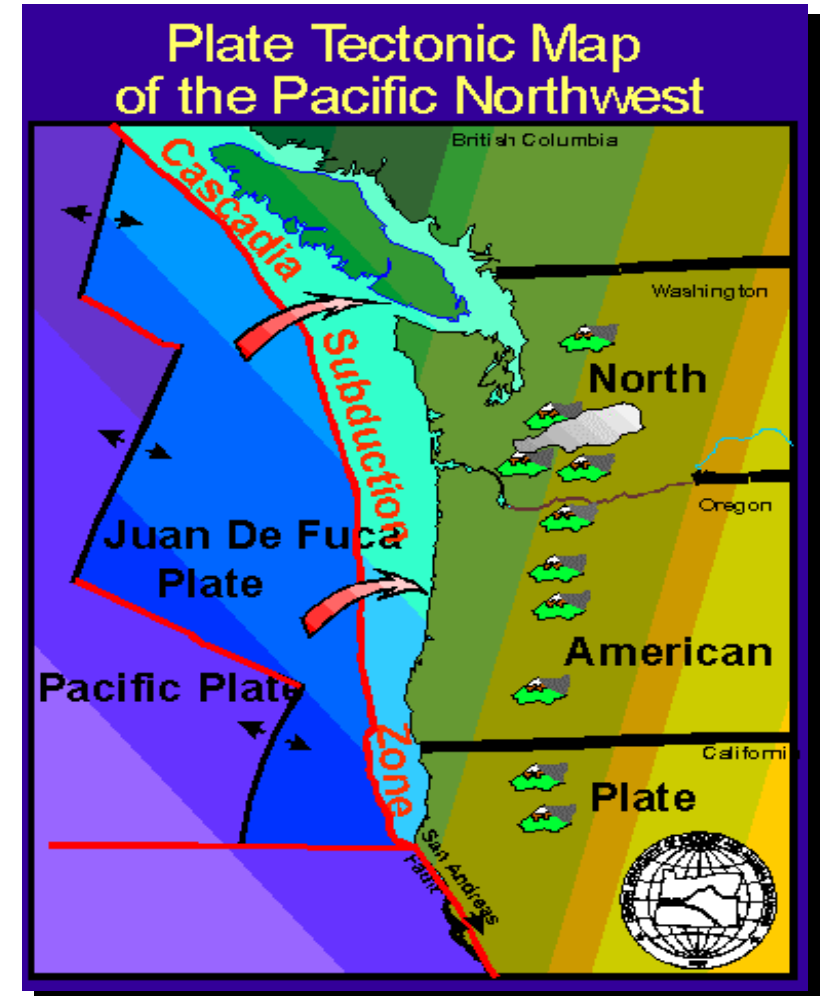 Plate Tectonic Map
of the Pacific Northwest
British Columbia
Cascadia
Washington
Subduction
North
Oregon
Juan De Fuca
Plate
American
Pacific Plate
Zone
California
Plate
San Andreas
Fault